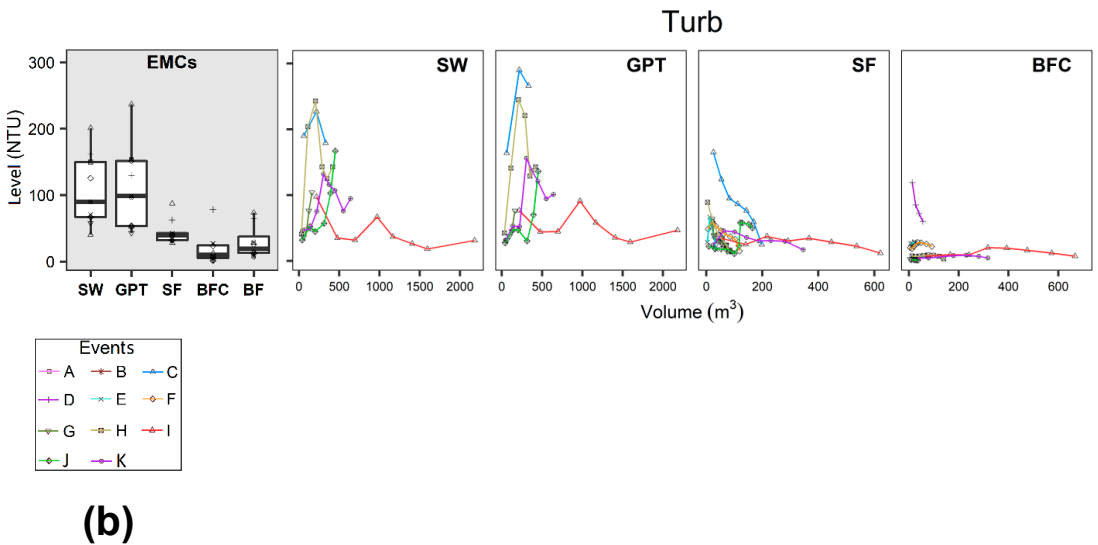 Turb
EMCs
SW
GPT
SF
BFC
Level (NTU)
300
200
100
0
SW GPT SF BFC BF
0 500 1000 1500 2000
0 500 1000 1500 2000
0 200 400 600
0 200 400 600
Volume (m³)
Events
A B C
D E F
G H I
J K
(b)